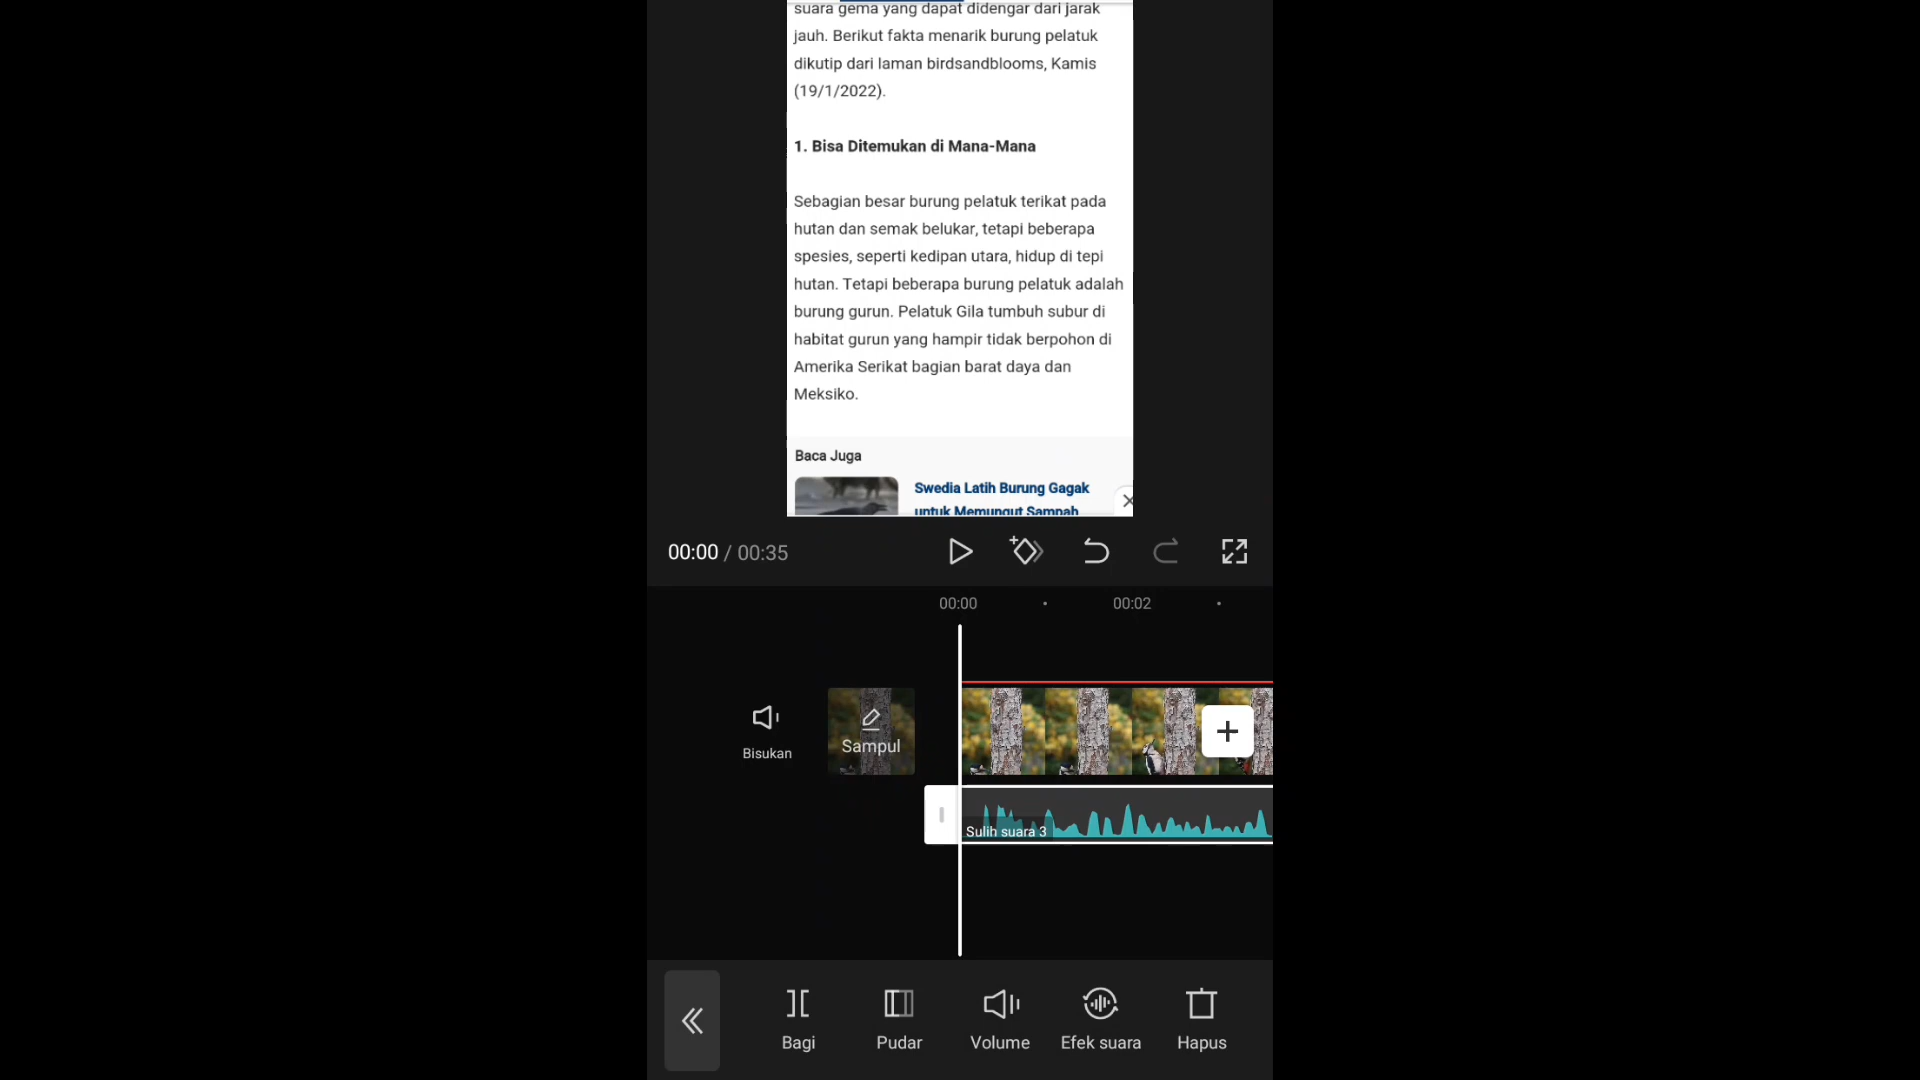 suara gema yang dapat didengar dari jarak
jauh. Berikut fakta menarik burung pelatuk
dikutip dari laman birdsandblooms, Kamis
(19/1/2022).
1. Bisa Ditemukan di Mana-Mana
Sebagian besar burung pelatuk terikat pada
hutan dan semak belukar, tetapi beberapa
spesies, seperti kedipan utara, hidup di tepi
hutan. Tetapi beberapa burung pelatuk adalah
burung gurun. Pelatuk Gila tumbuh subur di
habitat gurun yang hampir tidak berpohon di
Amerika Serikat bagian barat daya dan
Meksiko.
Baca Juga
Swedia Latih Burung Gagak
untuk Memungut Sampah
00:00 / 00:35
00:00
00:02
Bisukan
Sampul
Sulih suara 3
Bagi
Pudar
Volume
Efek suara
Hapus